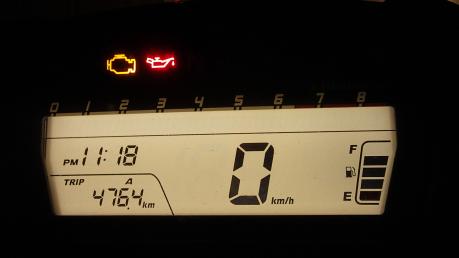 0 1 2 3 4 5 6 7 8
PM 11:18
TRIP A
476.4 km
0 km/h
F
E